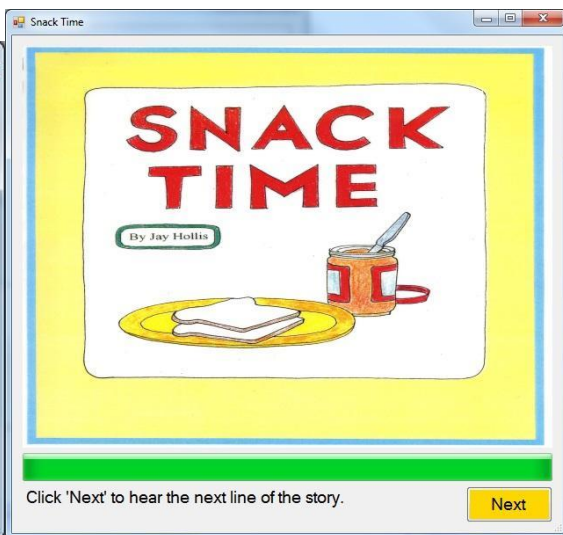 Snack Time
SNACK
TIME
By Jay Hollis
Click 'Next' to hear the next line of the story.
Next